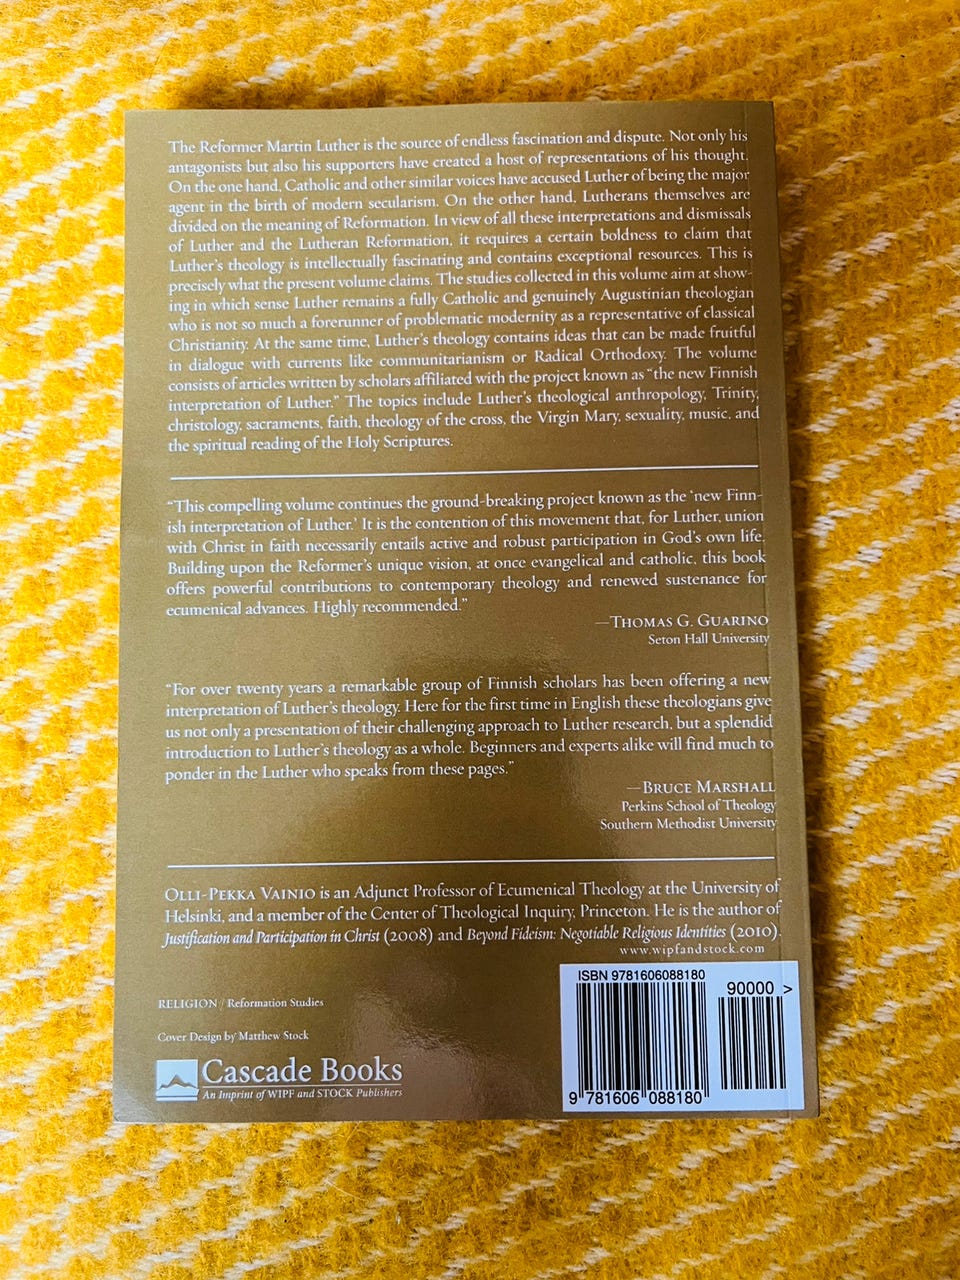 The Reformer Martin Luther is the source of endless fascination and dispute. Not only his
antagonists but also his supporters have created a host of representations of his thought.
On the one hand, Catholic and other similar voices have accused Luther of being the major
agent in the birth of modern secularism. On the other hand, Lutherans themselves are
divided on the meaning of Reformation. In view of all these interpretations and dismissals
of Luther and the Lutheran Reformation, it requires a certain boldness to claim that
Luther's theology is intellectually fascinating and contains exceptional resources. This is
precisely what the present volume claims. The studies collected in this volume aim at show-
ing in which sense Luther remains a fully Catholic and genuinely Augustinian theologian
who is not so much a forerunner of problematic modernity as a representative of classical
Christianity. At the same time, Luther's theology contains ideas that can be made fruitful
in dialogue with currents like communitarianism or Radical Orthodoxy. The volume
consists of articles written by scholars affiliated with the project known as "the new Finnish
interpretation of Luther." The topics include Luther's theological anthropology, Trinity,
christology, sacraments, faith, theology of the cross, the Virgin Mary, sexuality, music, and
the spiritual reading of the Holy Scriptures.
"This compelling volume continues the ground-breaking project known as the 'new Finn-
ish interpretation of Luther.' It is the contention of this movement that, for Luther, union
with Christ in faith necessarily entails active and robust participation in God's own life.
Building upon the Reformer's unique vision, at once evangelical and catholic, this book
offers powerful contributions to contemporary theology and renewed sustenance for
ecumenical advances. Highly recommended."
—THOMAS G. GUARINO
Seton Hall University
"For over twenty years a remarkable group of Finnish scholars has been offering a new
interpretation of Luther's theology. Here for the first time in English these theologians give
us not only a presentation of their challenging approach to Luther research, but a splendid
introduction to Luther's theology as a whole. Beginners and experts alike will find much to
ponder in the Luther who speaks from these pages."
—BRUCE MARSHALL
Perkins School of Theology
Southern Methodist University
OLLI-PEKKA VAINIO is an Adjunct Professor of Ecumenical Theology at the University of
Helsinki, and a member of the Center of Theological Inquiry, Princeton. He is the author of
Justification and Participation in Christ (2008) and Beyond Fideism: Negotiable Religious Identities (2010).
www.wipfandstock.com
ISBN 9781606088180
90000 >
9 781606 088180
RELIGION / Reformation Studies
Cover Design by Matthew Stock
Cascade Books
An Imprint of WIPF and STOCK Publishers